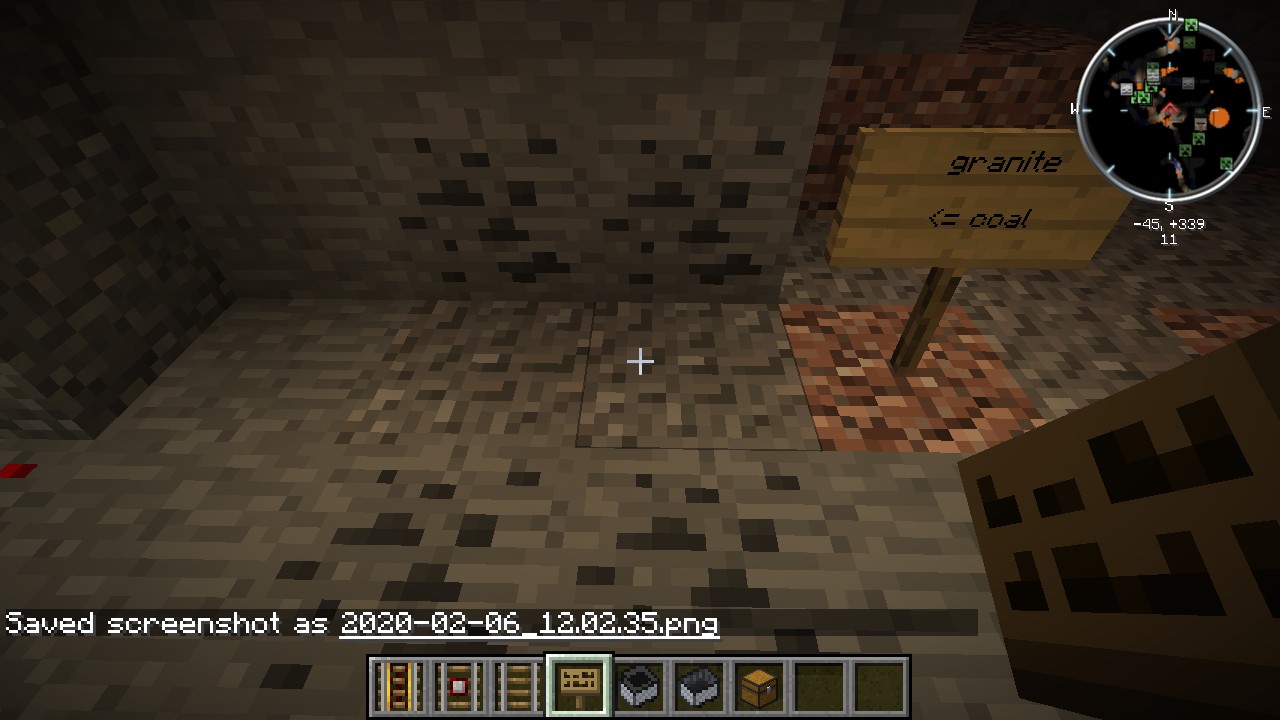 N
W
E
S
-45, +339
11
granite
<= coal
Saved screenshot as 2020-02-06_12.02.35.png